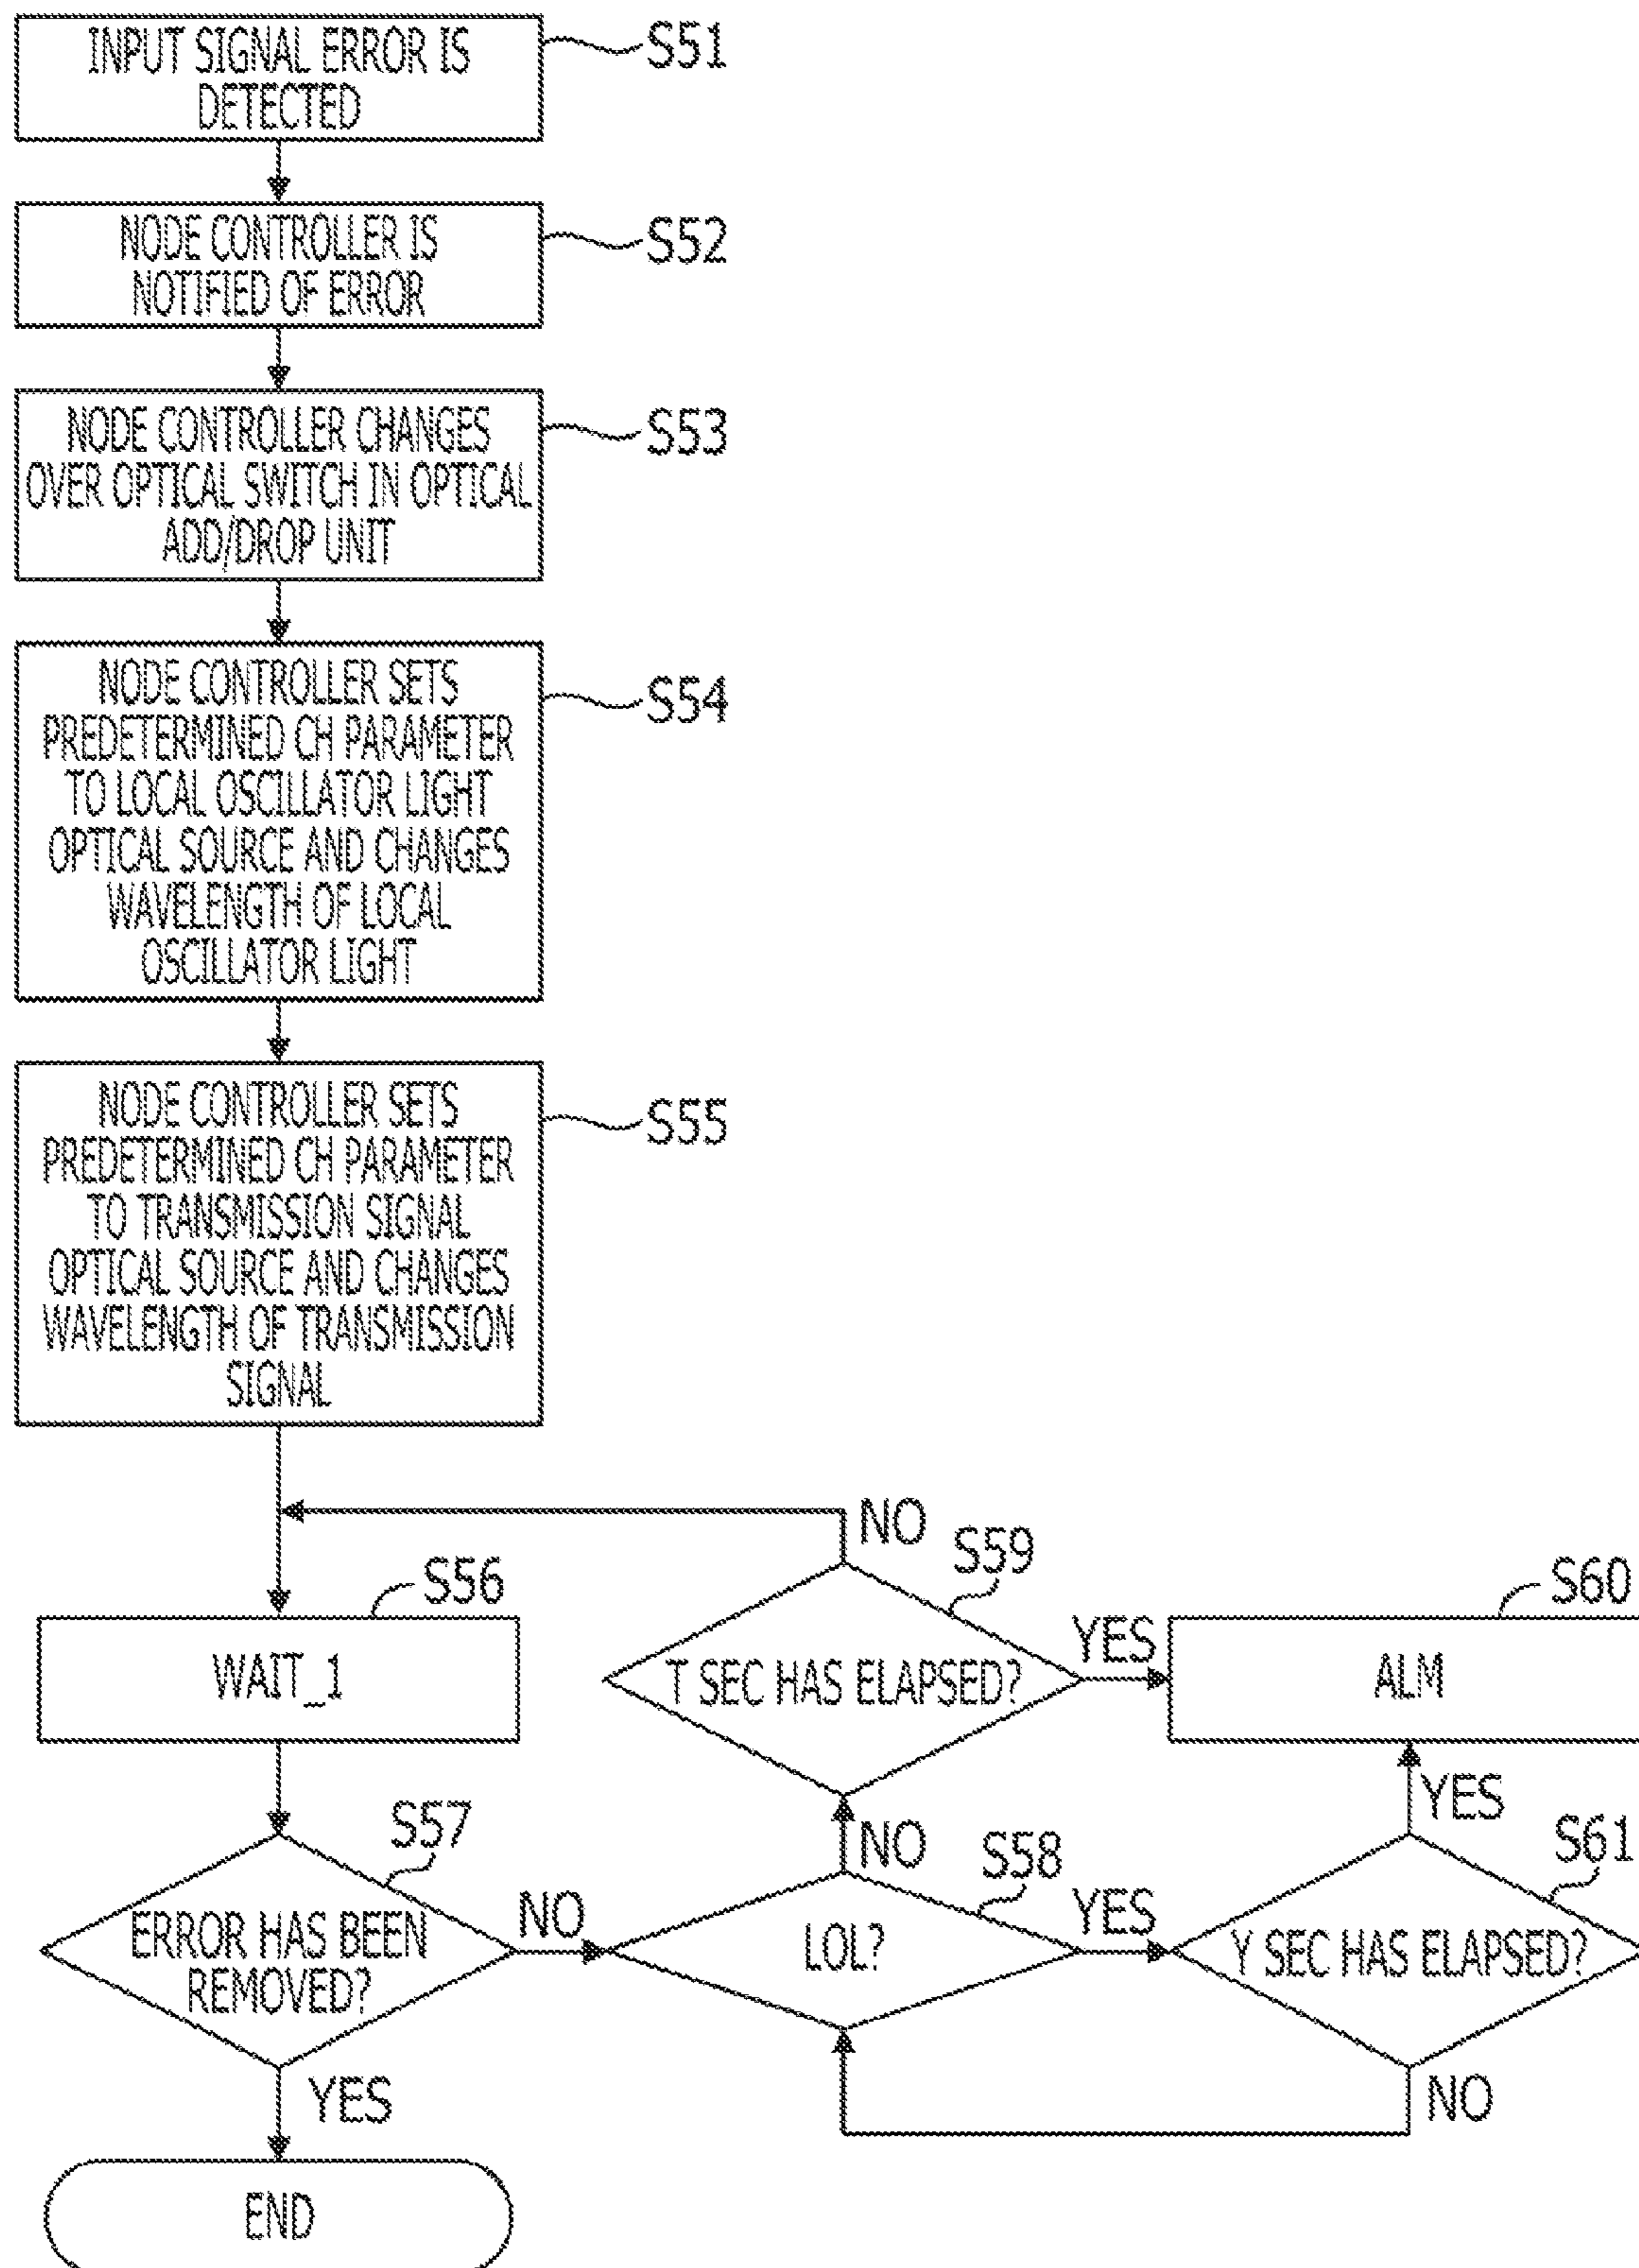 INPUT SIGNAL ERROR IS
DETECTED
S51
NODE CONTROLLER IS
NOTIFIED OF ERROR
S52
NODE CONTROLLER CHANGES
OVER OPTICAL SWITCH IN OPTICAL
ADD/DROP UNIT
S53
NODE CONTROLLER SETS
PREDETERMINED CH PARAMETER
TO LOCAL OSCILLATOR LIGHT
OPTICAL SOURCE AND CHANGES
WAVELENGTH OF LOCAL
OSCILLATOR LIGHT
S54
NODE CONTROLLER SETS
PREDETERMINED CH PARAMETER
TO TRANSMISSION SIGNAL
OPTICAL SOURCE AND CHANGES
WAVELENGTH OF TRANSMISSION
SIGNAL
S55
NO
S56
S59
S60
WAIT_1
T SEC HAS ELAPSED?
YES
ALM
S57
NO
S58
YES
S61
ERROR HAS BEEN
REMOVED?
NO
LOL?
YES
Y SEC HAS ELAPSED?
YES
NO
END